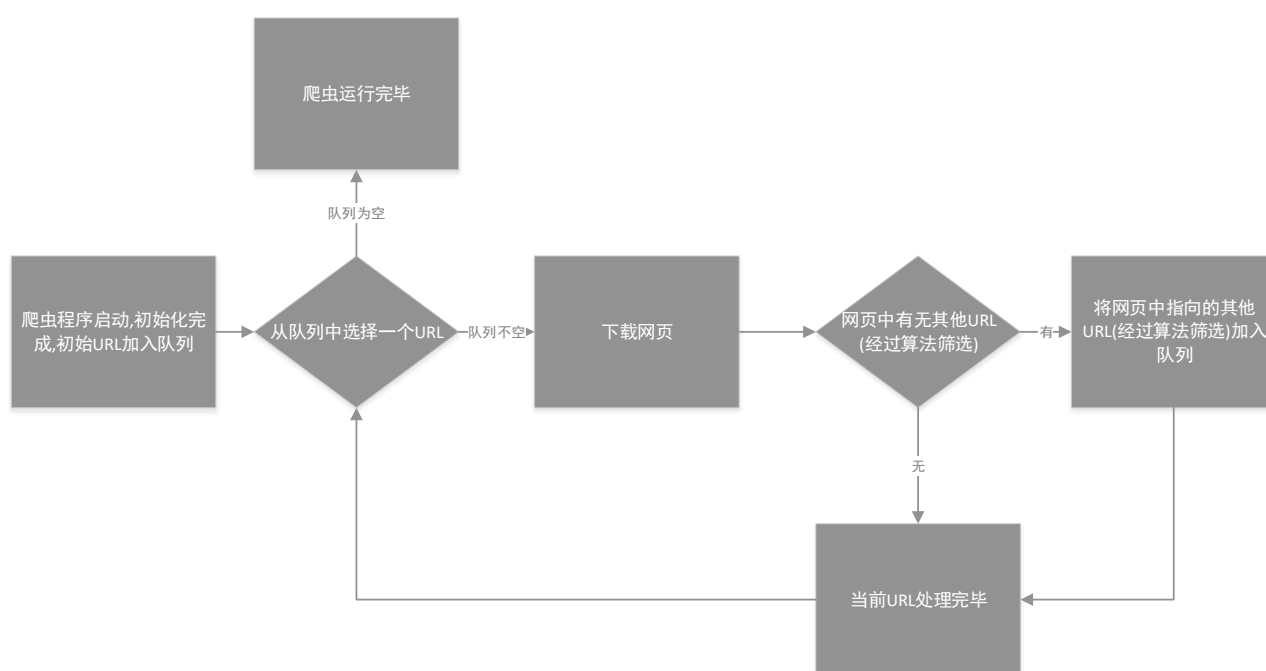 爬虫运行完毕
队列为空
爬虫程序启动,初始化完
成,初始URL加入队列
从队列中选择一个URL
队列不空
下载网页
网页中有无其他URL
(经过算法筛选)
有
将网页中指向的其他
URL(经过算法筛选)加入
队列
无
当前URL处理完毕